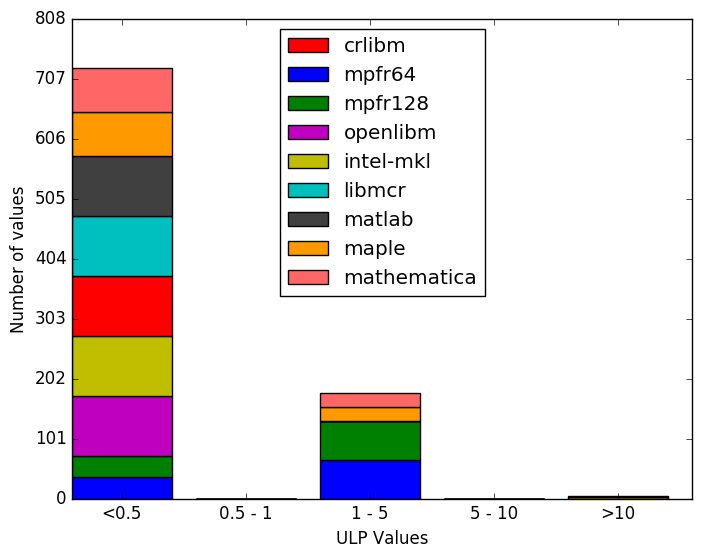 808
707
606
505
404
303
202
101
0
Number of values
crlibm
mpfr64
mpfr128
openlibm
intel-mkl
libmcr
matlab
maple
mathematica
<0.5
0.5 - 1
1 - 5
5 - 10
>10
ULP Values